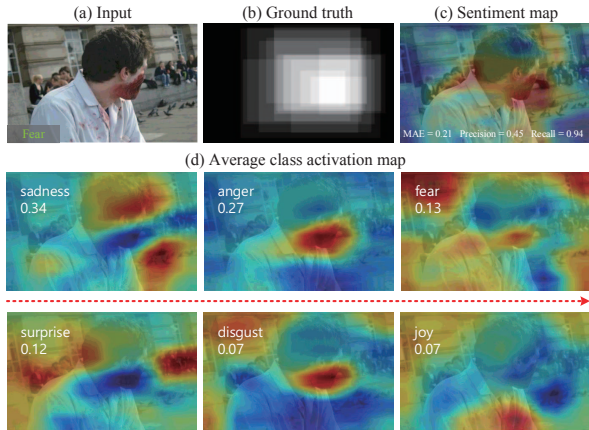 (a) Input
(b) Ground truth
(c) Sentiment map
Fear
MAE = 0.21 Precision = 0.45 Recall = 0.94
(d) Average class activation map
sadness
0.34
anger
0.27
fear
0.13
surprise
0.12
disgust
0.07
joy
0.07